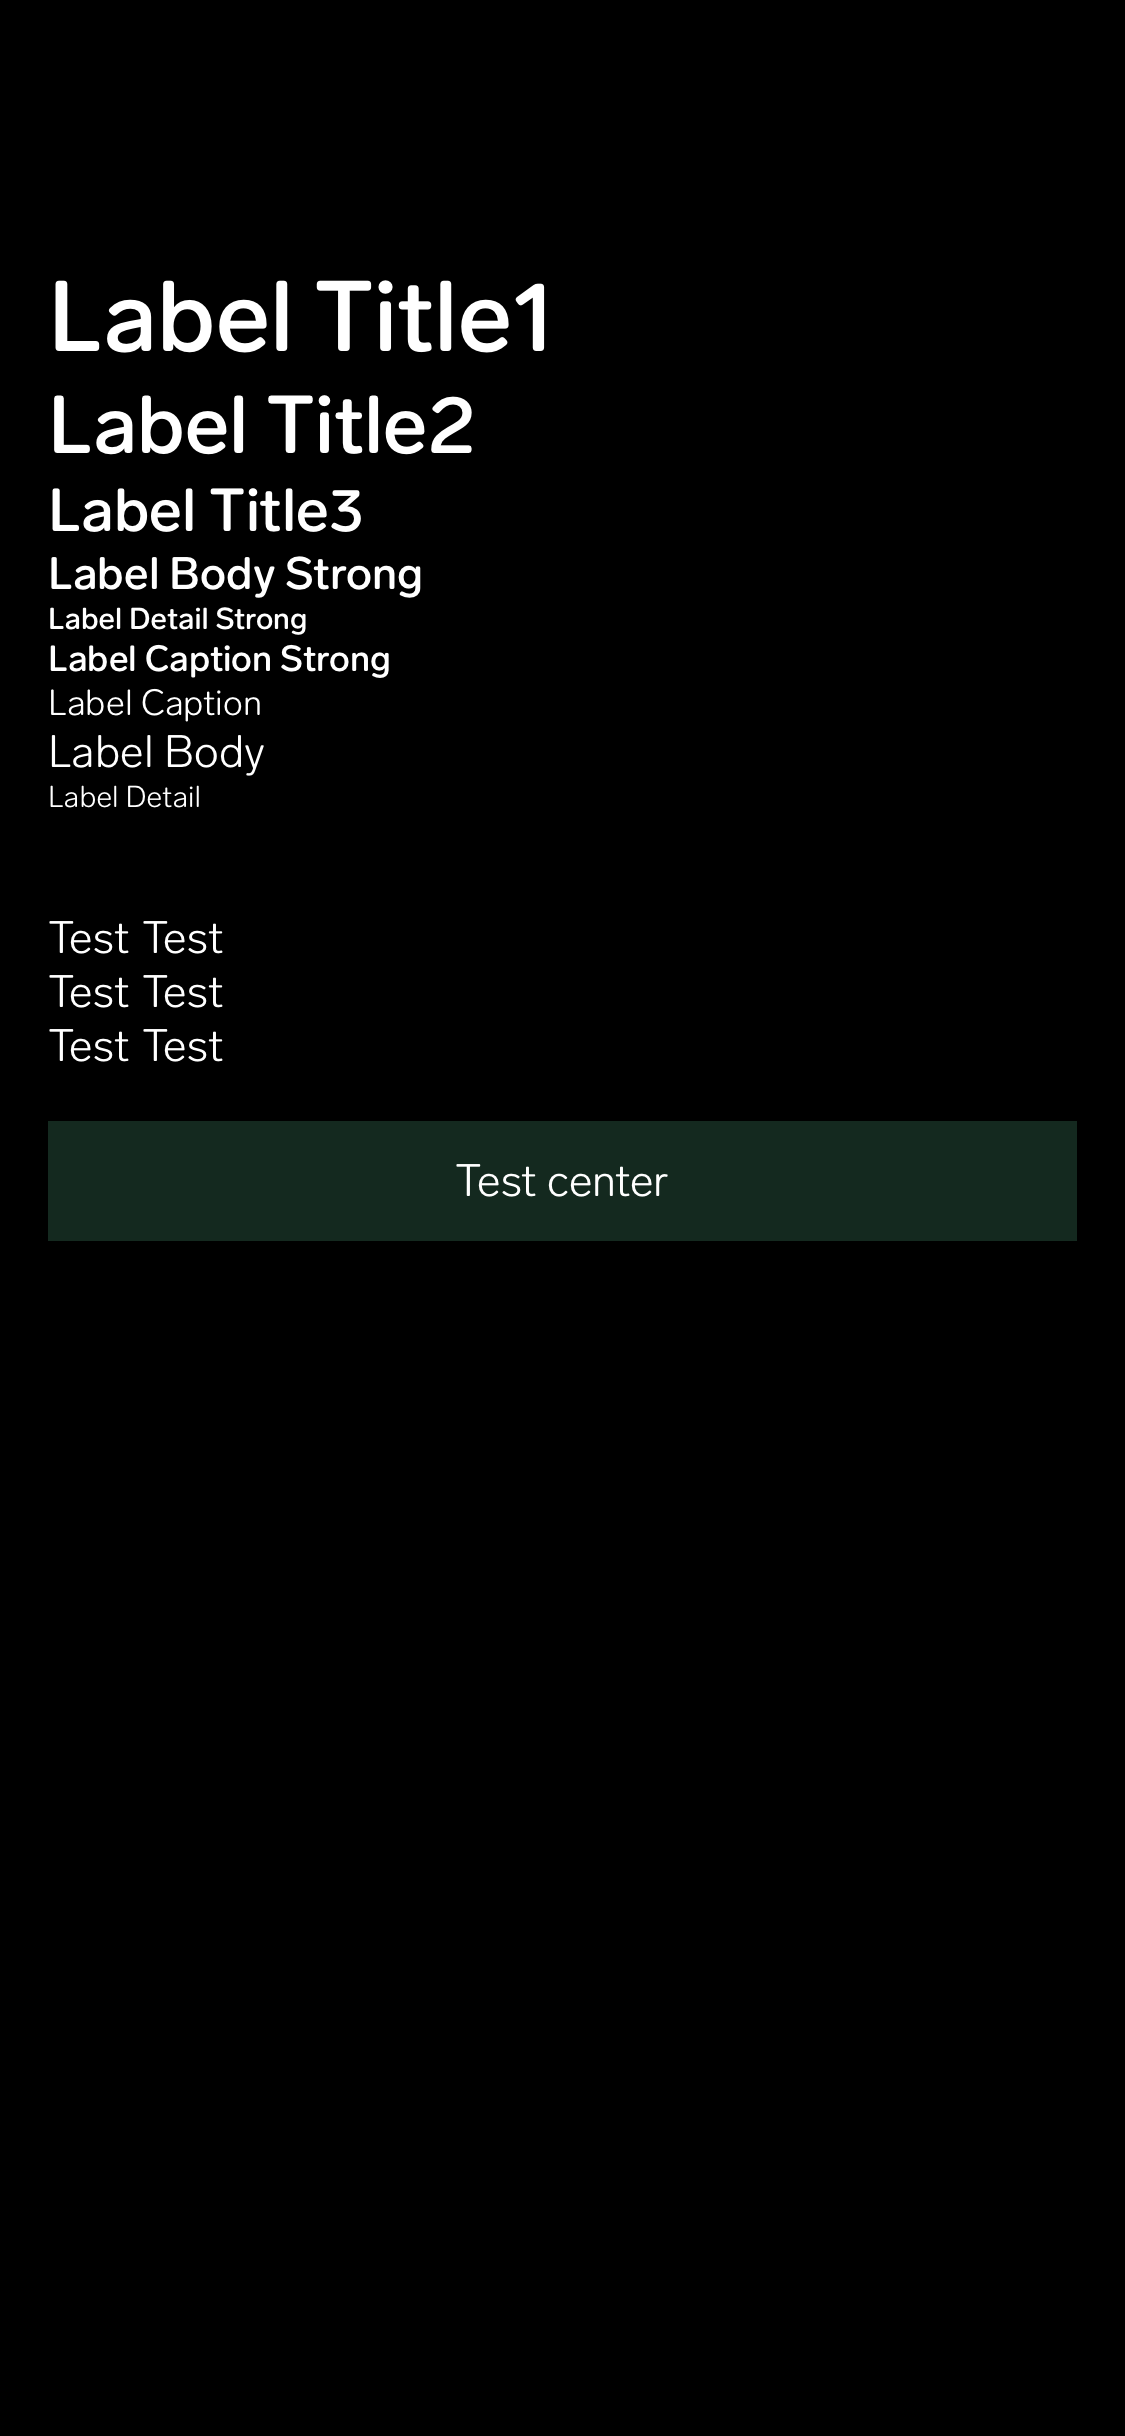 Label Title1
Label Title2
Label Title3
Label Body Strong
Label Detail Strong
Label Caption Strong
Label Caption
Label Body
Label Detail
Test Test
Test Test
Test Test
Test center